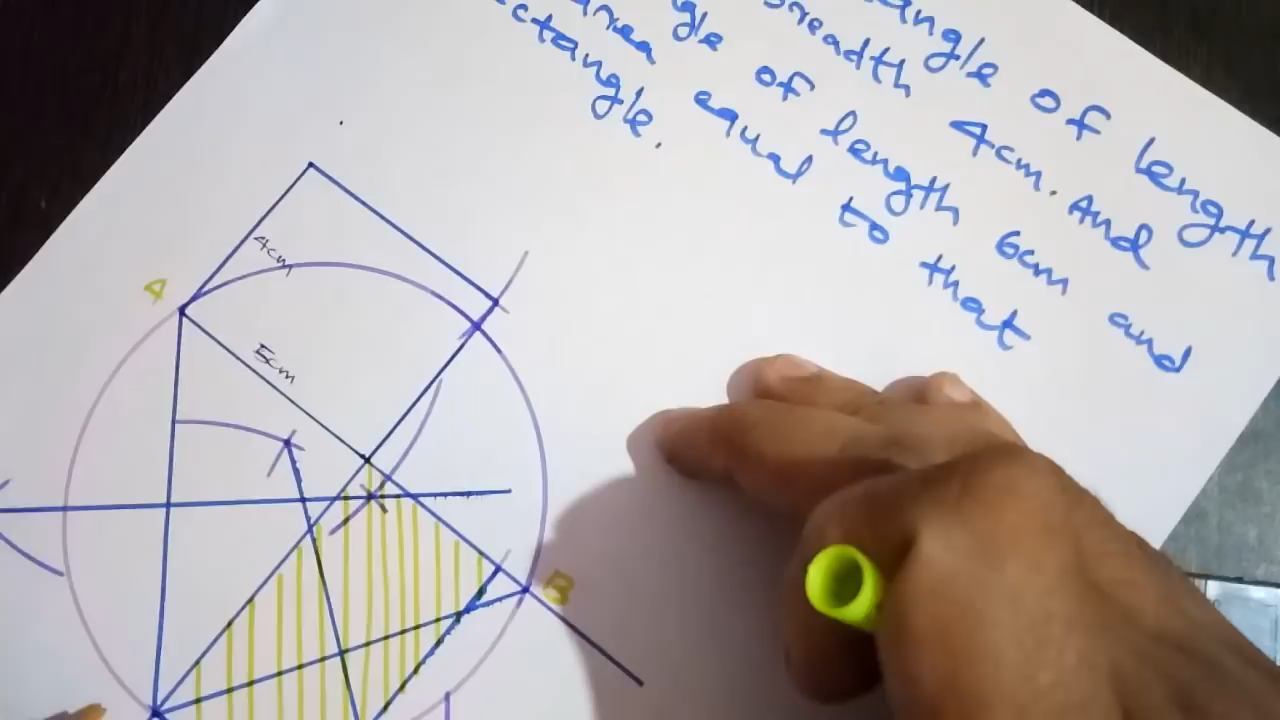 angle of length
breadth 4cm. And
gle of length 6cm and
area equal to that
ctangle.
4cm
A
5cm
B